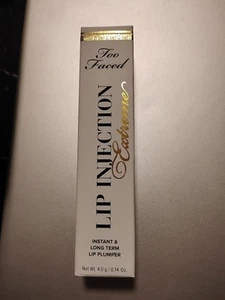 Too
Faced
LIP INJECTION
Extreme
INSTANT &
LONG TERM
LIP PLUMPER
Net Wt. 4.0 g / 0.14 Oz.